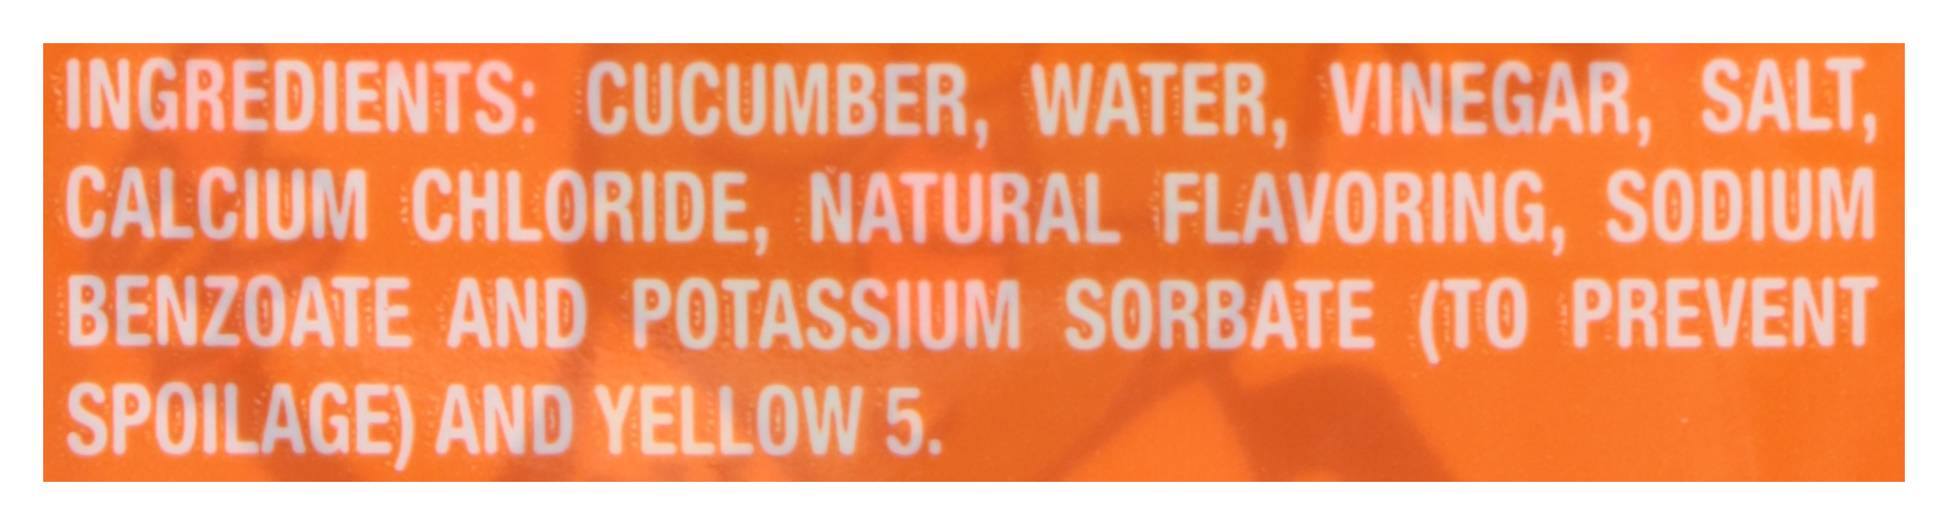 INGREDIENTS: CUCUMBER, WATER, VINEGAR, SALT,
CALCIUM CHLORIDE, NATURAL FLAVORING, SODIUM
BENZOATE AND POTASSIUM SORBATE (TO PREVENT
SPOILAGE) AND YELLOW 5.